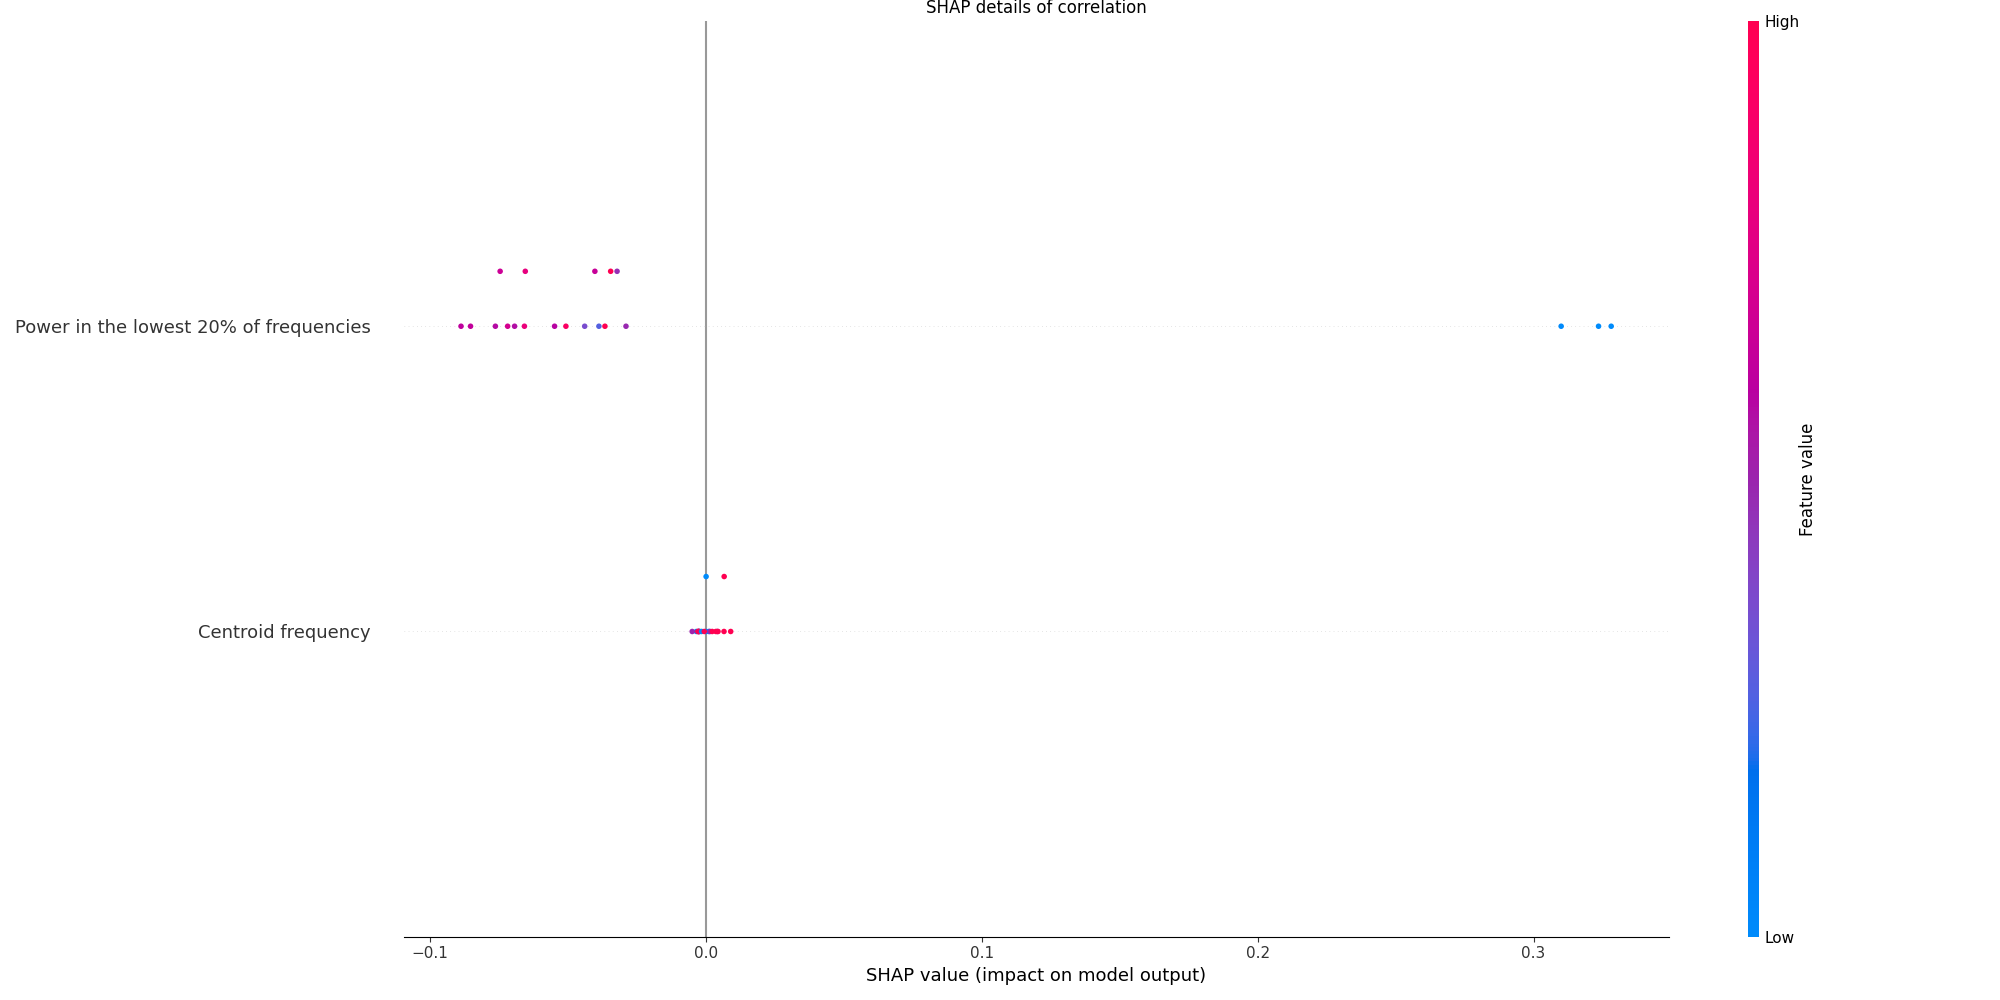 SHAP details of correlation
High
Power in the lowest 20% of frequencies
Feature value
Centroid frequency
Low
−0.1 0.0 0.1 0.2 0.3
SHAP value (impact on model output)